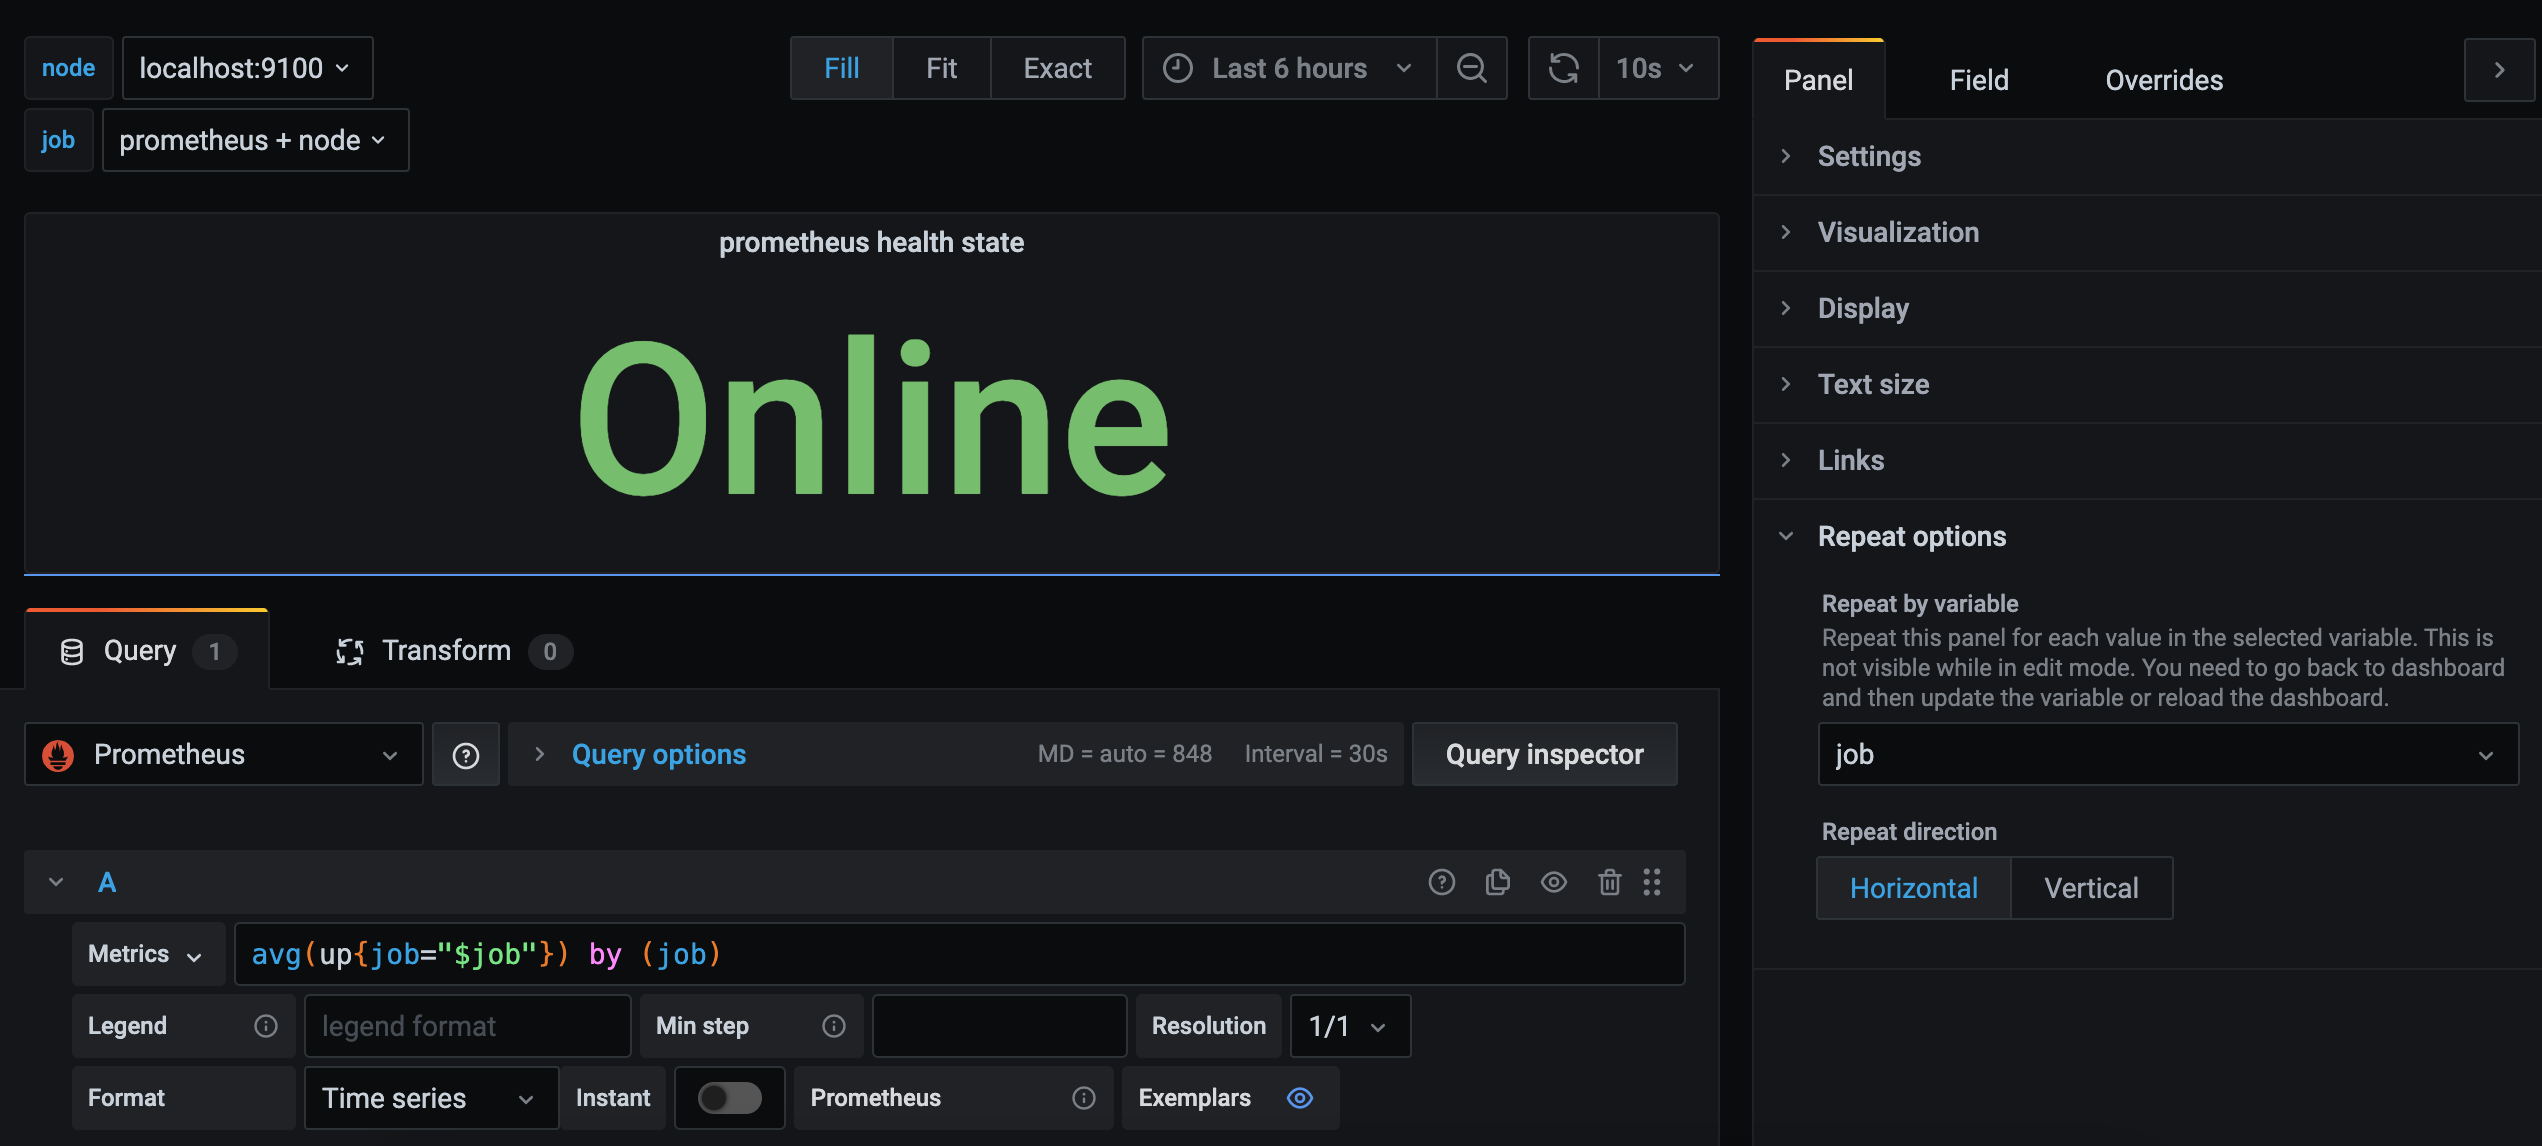 node localhost:9100 Fill Fit Exact Last 6 hours 10s
job prometheus + node
prometheus health state
Online
Query 1 Transform 0
Prometheus Query options MD = auto = 848 Interval = 30s Query inspector
A
Metrics avg(up{job="$job"}) by (job)
Legend legend format Min step Resolution 1/1
Format Time series Instant Prometheus Exemplars
Panel Field Overrides
Settings
Visualization
Display
Text size
Links
Repeat options
Repeat by variable
Repeat this panel for each value in the selected variable. This is
not visible while in edit mode. You need to go back to dashboard
and then update the variable or reload the dashboard.
job
Repeat direction
Horizontal Vertical